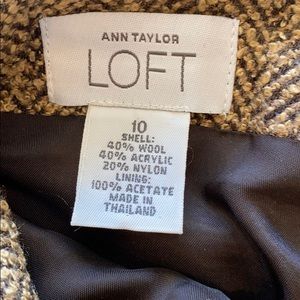 ANN TAYLOR
LOFT
10
SHELL:
40% WOOL
40% ACRYLIC
20% NYLON
LINING:
100% ACETATE
MADE IN
THAILAND